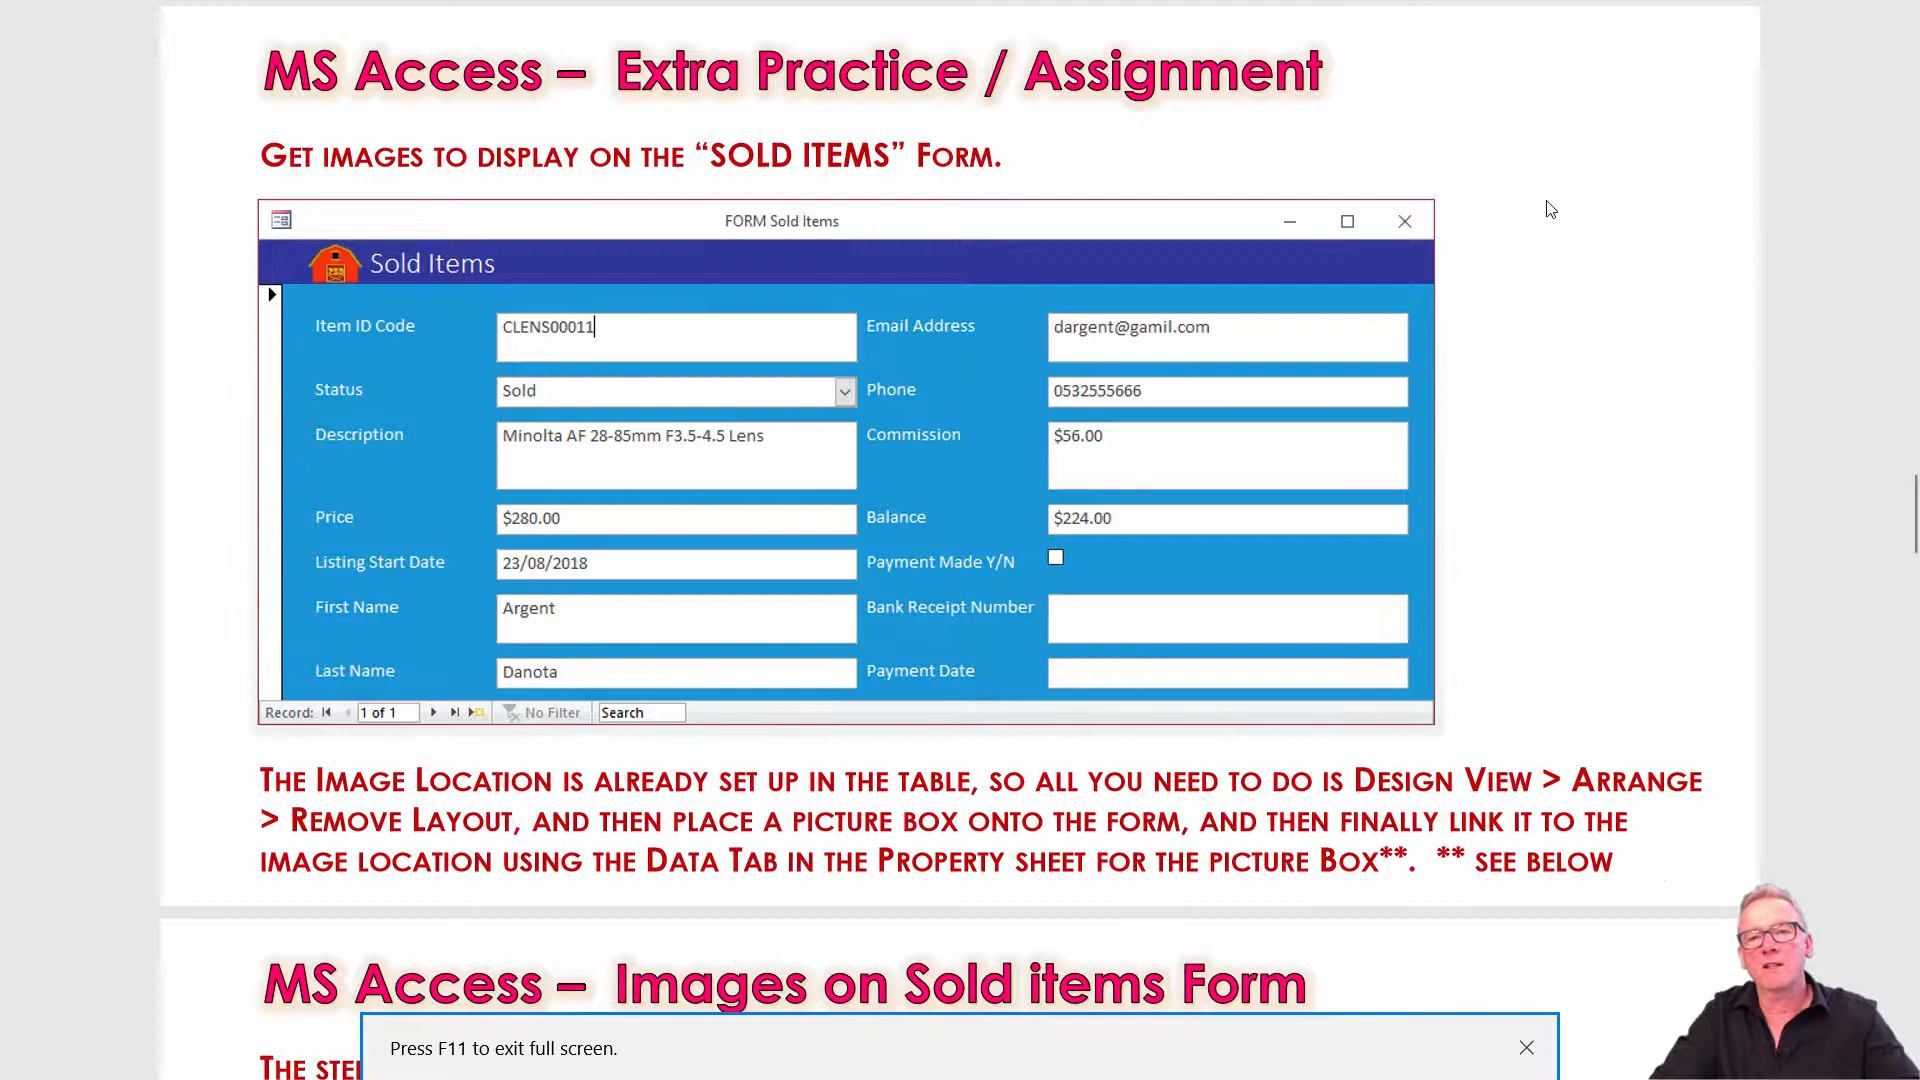 MS Access – Extra Practice / Assignment
Get images to display on the “SOLD ITEMS” Form.
FORM Sold Items
Sold Items
Item ID Code CLENS00011 Email Address dargent@gamil.com
Status Sold Phone 0532555666
Description Minolta AF 28-85mm F3.5-4.5 Lens Commission $56.00
Price $280.00 Balance $224.00
Listing Start Date 23/08/2018 Payment Made Y/N
First Name Argent Bank Receipt Number
Last Name Danota Payment Date
Record: 1 of 1 No Filter Search
The Image Location is already set up in the table, so all you need to do is Design View > Arrange
> Remove Layout, and then place a picture box onto the form, and then finally link it to the
image location using the Data Tab in the Property sheet for the picture Box**. ** see below
MS Access – Images on Sold items Form
Press F11 to exit full screen.
The